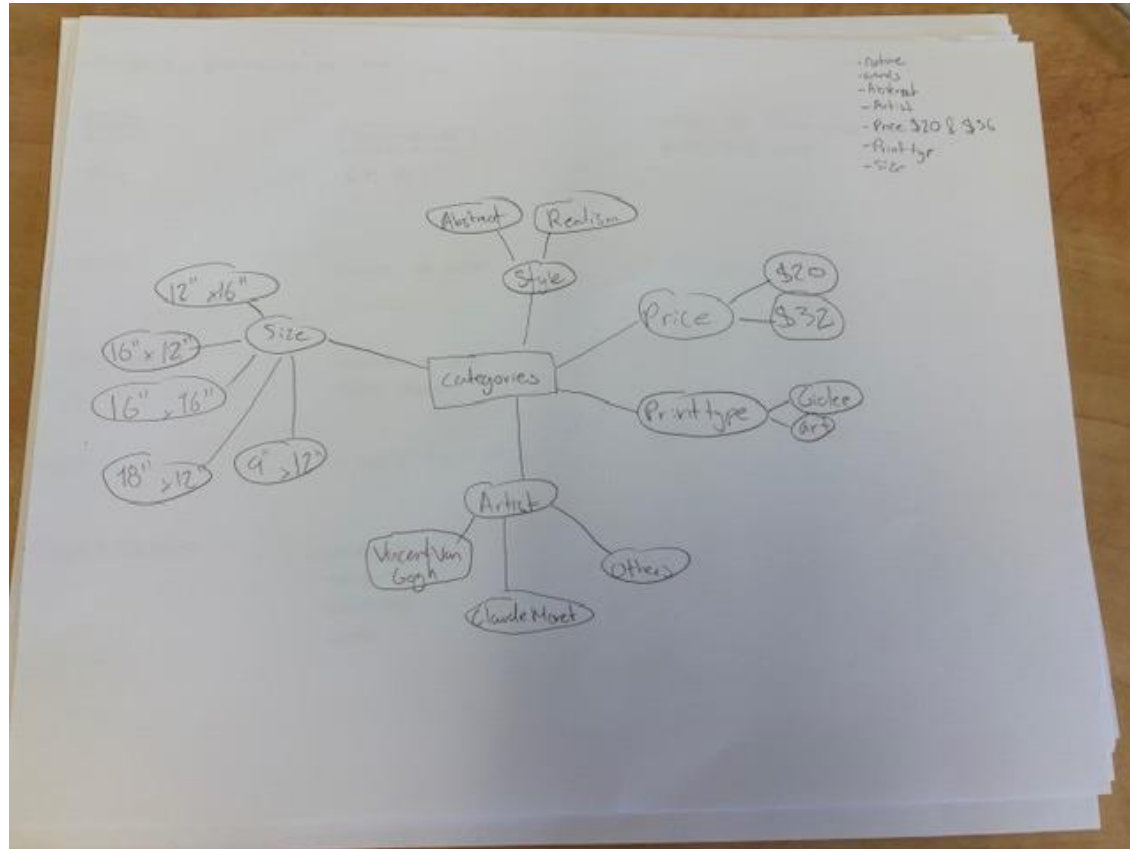 - nature
- Abstract
- Artist
- Price $20 & $36
- Print type
- Size
Abstract
Realism
Style
12" x16"
Size
16" x 12"
16" x 16"
18" x 12"
9" x 12"
Categories
Price
$20
$32
Print type
Giclee
art
Artist
Vincent Van
Gogh
Claude Monet
Others